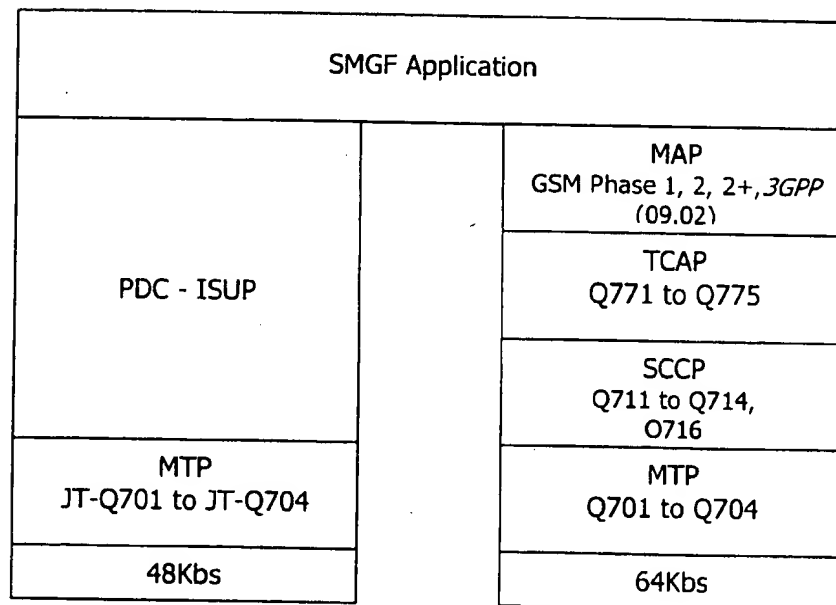 SMGF Application
PDC - ISUP
MTP
JT-Q701 to JT-Q704
48Kbs
MAP
GSM Phase 1, 2, 2+,3GPP
(09.02)
TCAP
Q771 to Q775
SCCP
Q711 to Q714,
Q716
MTP
Q701 to Q704
64Kbs